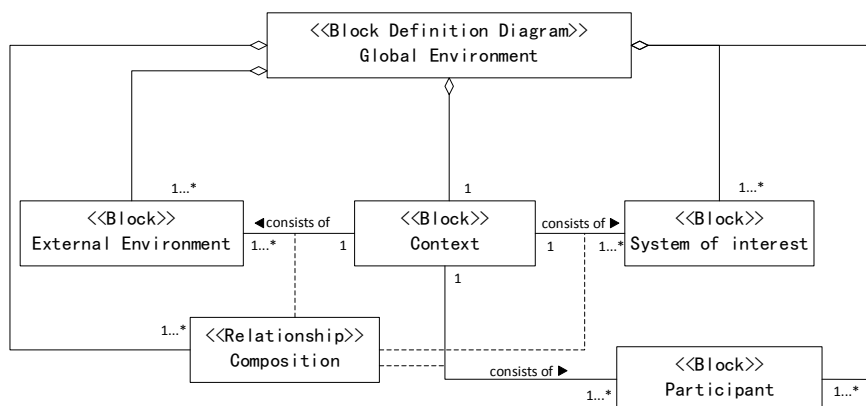 <<Block Definition Diagram>>
Global Environment
1...*
1
1...*
<<Block>>
External Environment
◀consists of
1...*
1
<<Block>>
Context
consists of ▶
1
1...*
<<Block>>
System of interest
1
1...*
<<Relationship>>
Composition
consists of ▶
1...*
<<Block>>
Participant
1...*